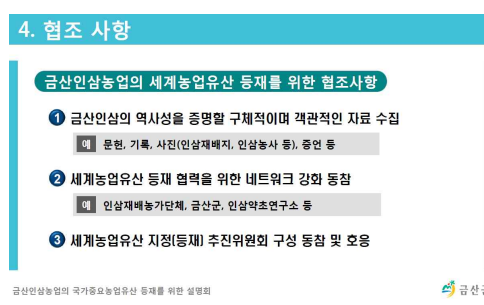 4. 협조 사항
금산인삼농업의 세계농업유산 등재를 위한 협조사항
1 금산인삼의 역사성을 증명할 구체적이며 객관적인 자료 수집
예 문헌, 기록, 사진(인삼재배지, 인삼농사 등), 증언 등
2 세계농업유산 등재 협력을 위한 네트워크 강화 동참
예 인삼재배농가단체, 금산군, 인삼약초연구소 등
3 세계농업유산 지정(등재) 추진위원회 구성 동참 및 호응
금산인삼농업의 국가중요농업유산 등재를 위한 설명회